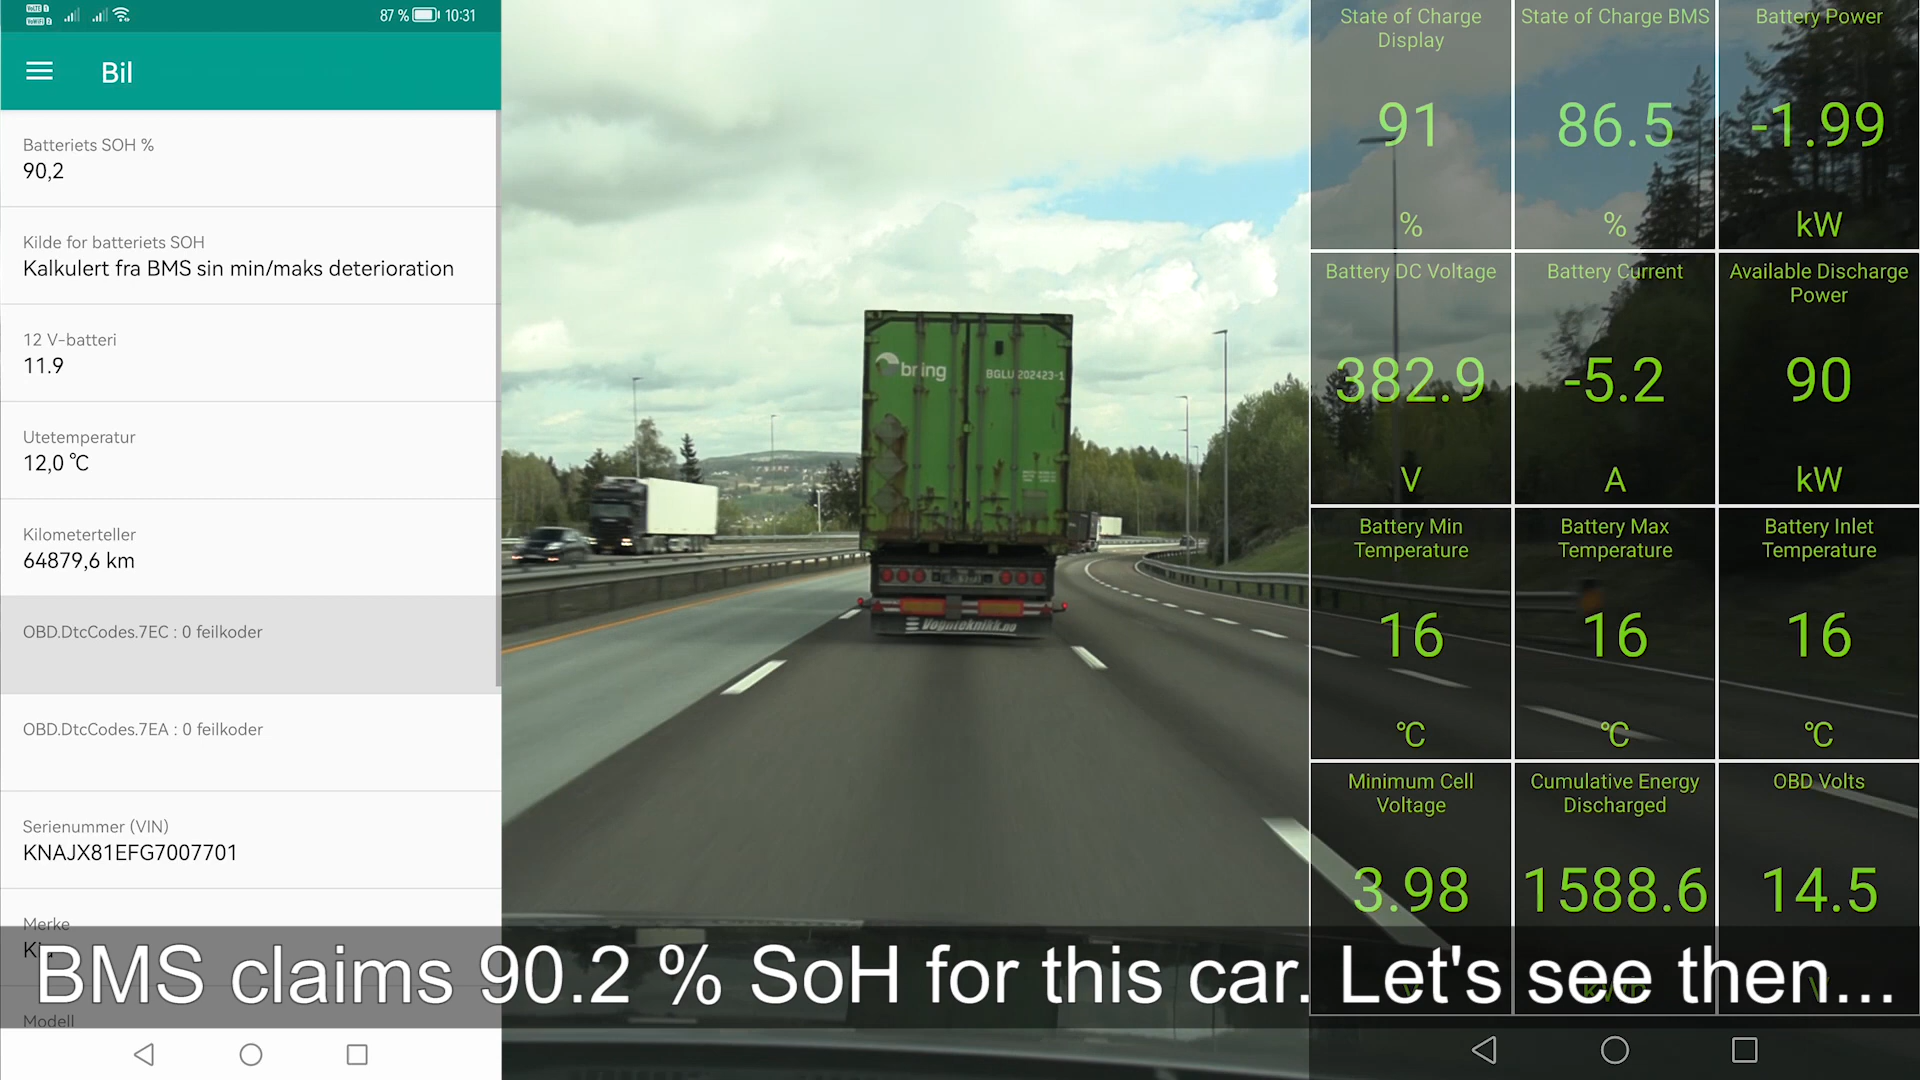 87 % 10:31
Bil
Batteriets SOH %
90,2
Kilde for batteriets SOH
Kalkulert fra BMS sin min/maks deterioration
12 V-batteri
11.9
Utetemperatur
12,0 °C
Kilometerteller
64879,6 km
OBD.DtcCodes.7EC : 0 feilkoder
OBD.DtcCodes.7EA : 0 feilkoder
Serienummer (VIN)
KNAJX81EFG7007701
Merke
Modell
bring
BGLU 202423-1
Vognteknikk.no
State of Charge
Display
91
%
State of Charge BMS
86.5
%
Battery Power
-1.99
kW
Battery DC Voltage
382.9
V
Battery Current
-5.2
A
Available Discharge
Power
90
kW
Battery Min
Temperature
16
°C
Battery Max
Temperature
16
°C
Battery Inlet
Temperature
16
°C
Minimum Cell
Voltage
3.98
V
Cumulative Energy
Discharged
1588.6
kWh
OBD Volts
14.5
V
BMS claims 90.2 % SoH for this car. Let's see then...